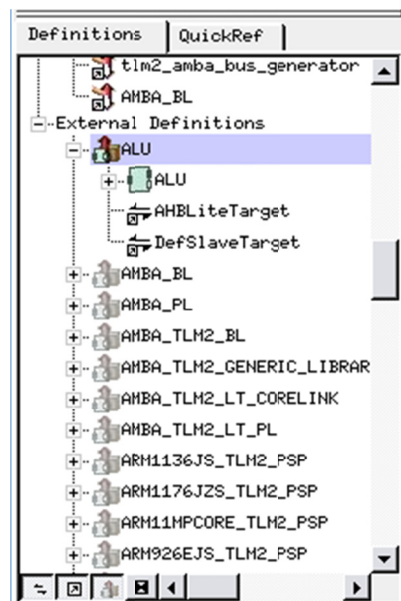 Definitions QuickRef
tlm2_amba_bus_generator
AMBA_BL
External Definitions
ALU
ALU
AHBLiteTarget
DefSlaveTarget
AMBA_BL
AMBA_PL
AMBA_TLM2_BL
AMBA_TLM2_GENERIC_LIBRAR
AMBA_TLM2_LT_CORELINK
AMBA_TLM2_LT_PL
ARM1136JS_TLM2_PSP
ARM1176JZS_TLM2_PSP
ARM11MPCORE_TLM2_PSP
ARM926EJS_TLM2_PSP